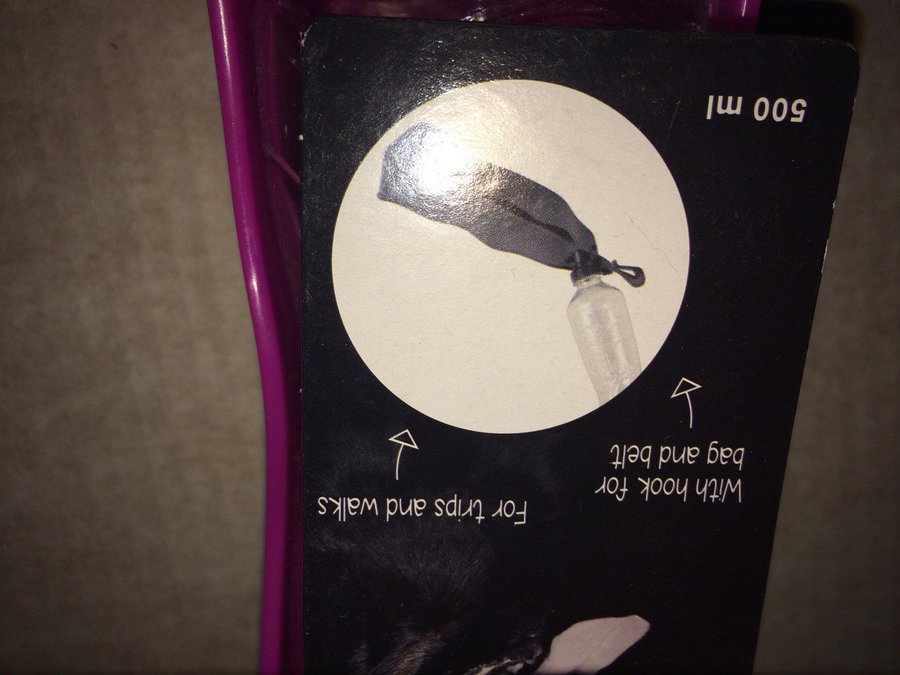 For trips and walks
With hook for
bag and belt
500 ml